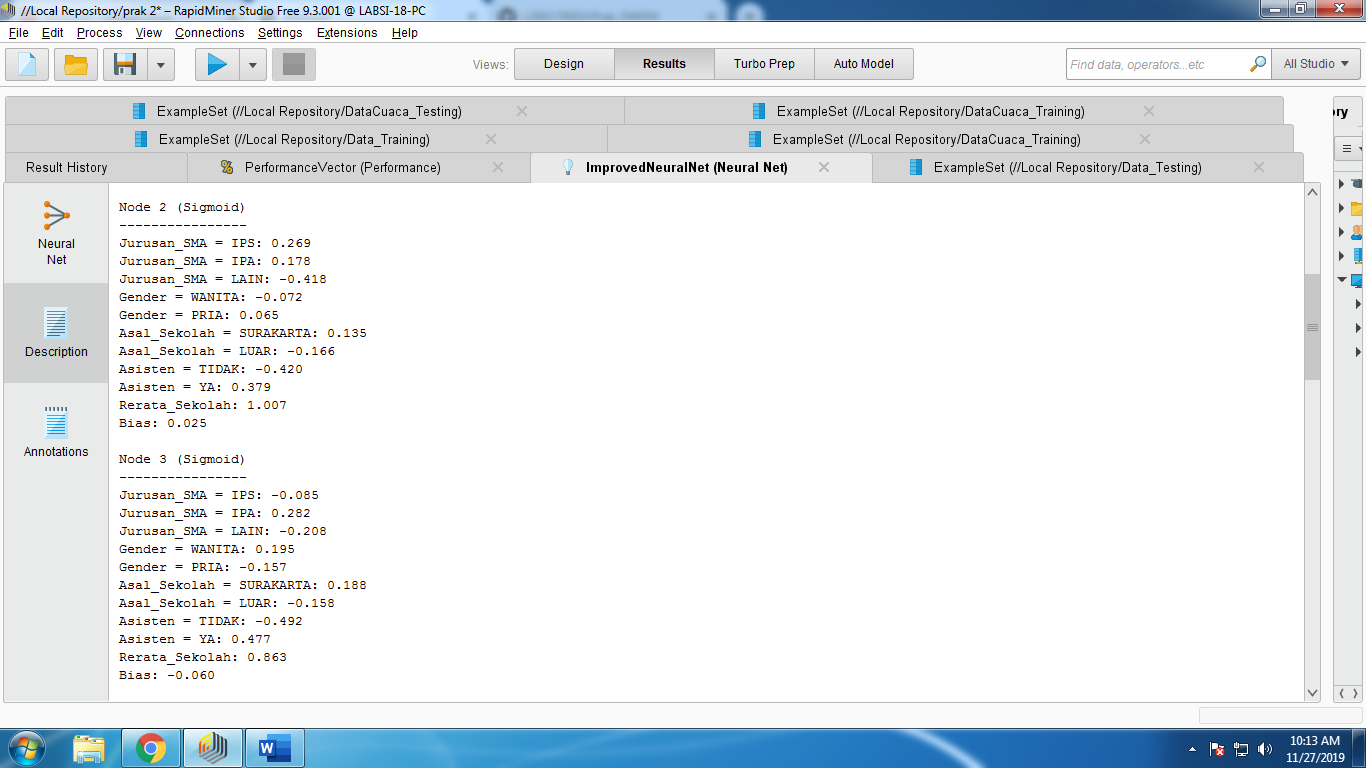 //Local Repository/prak 2* – RapidMiner Studio Free 9.3.001 @ LABSI-18-PC
File Edit Process View Connections Settings Extensions Help
Views: Design Results Turbo Prep Auto Model Find data, operators...etc All Studio
ExampleSet (//Local Repository/DataCuaca_Testing) ExampleSet (//Local Repository/DataCuaca_Training)
ExampleSet (//Local Repository/Data_Training) ExampleSet (//Local Repository/DataCuaca_Training)
Result History PerformanceVector (Performance) ImprovedNeuralNet (Neural Net) ExampleSet (//Local Repository/Data_Testing)
Neural
Net
Description
Annotations
Node 2 (Sigmoid)
----------------
Jurusan_SMA = IPS: 0.269
Jurusan_SMA = IPA: 0.178
Jurusan_SMA = LAIN: -0.418
Gender = WANITA: -0.072
Gender = PRIA: 0.065
Asal_Sekolah = SURAKARTA: 0.135
Asal_Sekolah = LUAR: -0.166
Asisten = TIDAK: -0.420
Asisten = YA: 0.379
Rerata_Sekolah: 1.007
Bias: 0.025
Node 3 (Sigmoid)
----------------
Jurusan_SMA = IPS: -0.085
Jurusan_SMA = IPA: 0.282
Jurusan_SMA = LAIN: -0.208
Gender = WANITA: 0.195
Gender = PRIA: -0.157
Asal_Sekolah = SURAKARTA: 0.188
Asal_Sekolah = LUAR: -0.158
Asisten = TIDAK: -0.492
Asisten = YA: 0.477
Rerata_Sekolah: 0.863
Bias: -0.060
ry
10:13 AM
11/27/2019